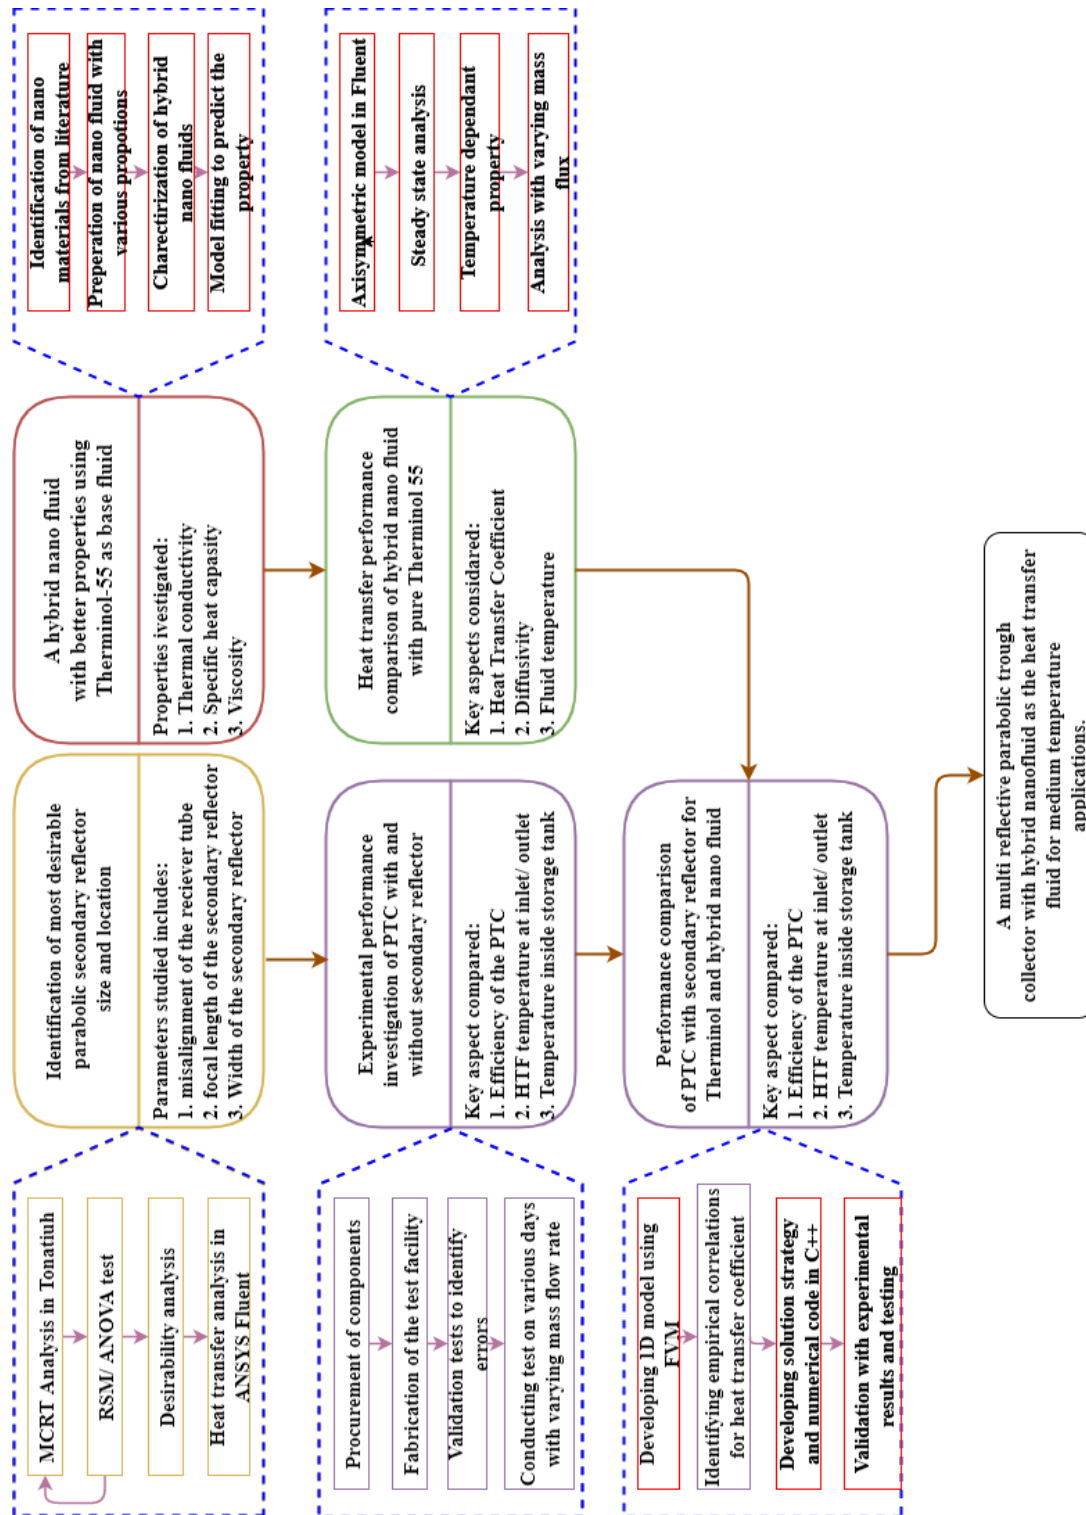 MCRT Analysis in Tonatiuh
RSM/ ANOVA test
Desirability analysis
Heat transfer analysis in
ANSYS Fluent
Identification of most desirable
parabolic secondary reflector
size and location
Parameters studied includes:
1. misalignment of the reciever tube
2. focal length of the secondary reflector
3. Width of the secondary reflector
A hybrid nano fluid
with better properties using
Therminol-55 as base fluid
Properties ivestigated:
1. Thermal conductivity
2. Specific heat capasity
3. Viscosity
Identification of nano
materials from literature
Preperation of nano fluid with
various propotions
Charectirization of hybrid
nano fluids
Model fitting to predict the
property
Procurement of components
Fabrication of the test facility
Validation tests to identify
errors
Conducting test on various days
with varying mass flow rate
Experimental performance
investigation of PTC with and
without secondary reflector
Key aspect compared:
1. Efficiency of the PTC
2. HTF temperature at inlet/ outlet
3. Temperature inside storage tank
Heat transfer performance
comparison of hybrid nano fluid
with pure Therminol 55
Key aspects considared:
1. Heat Transfer Coefficient
2. Diffusivity
3. Fluid temperature
Axisymmetric model in Fluent
Steady state analysis
Temperature dependant
property
Analysis with varying mass
flux
Developing 1D model using
FVM
Identifying empirical correlations
for heat transfer coefficient
Developing solution strategy
and numerical code in C++
Validation with experimental
results and testing
Performance comparison
of PTC with secondary reflector for
Therminol and hybrid nano fluid
Key aspect compared:
1. Efficiency of the PTC
2. HTF temperature at inlet/ outlet
3. Temperature inside storage tank
A multi reflective parabolic trough
collector with hybrid nanofluid as the heat transfer
fluid for medium temperature
applications.